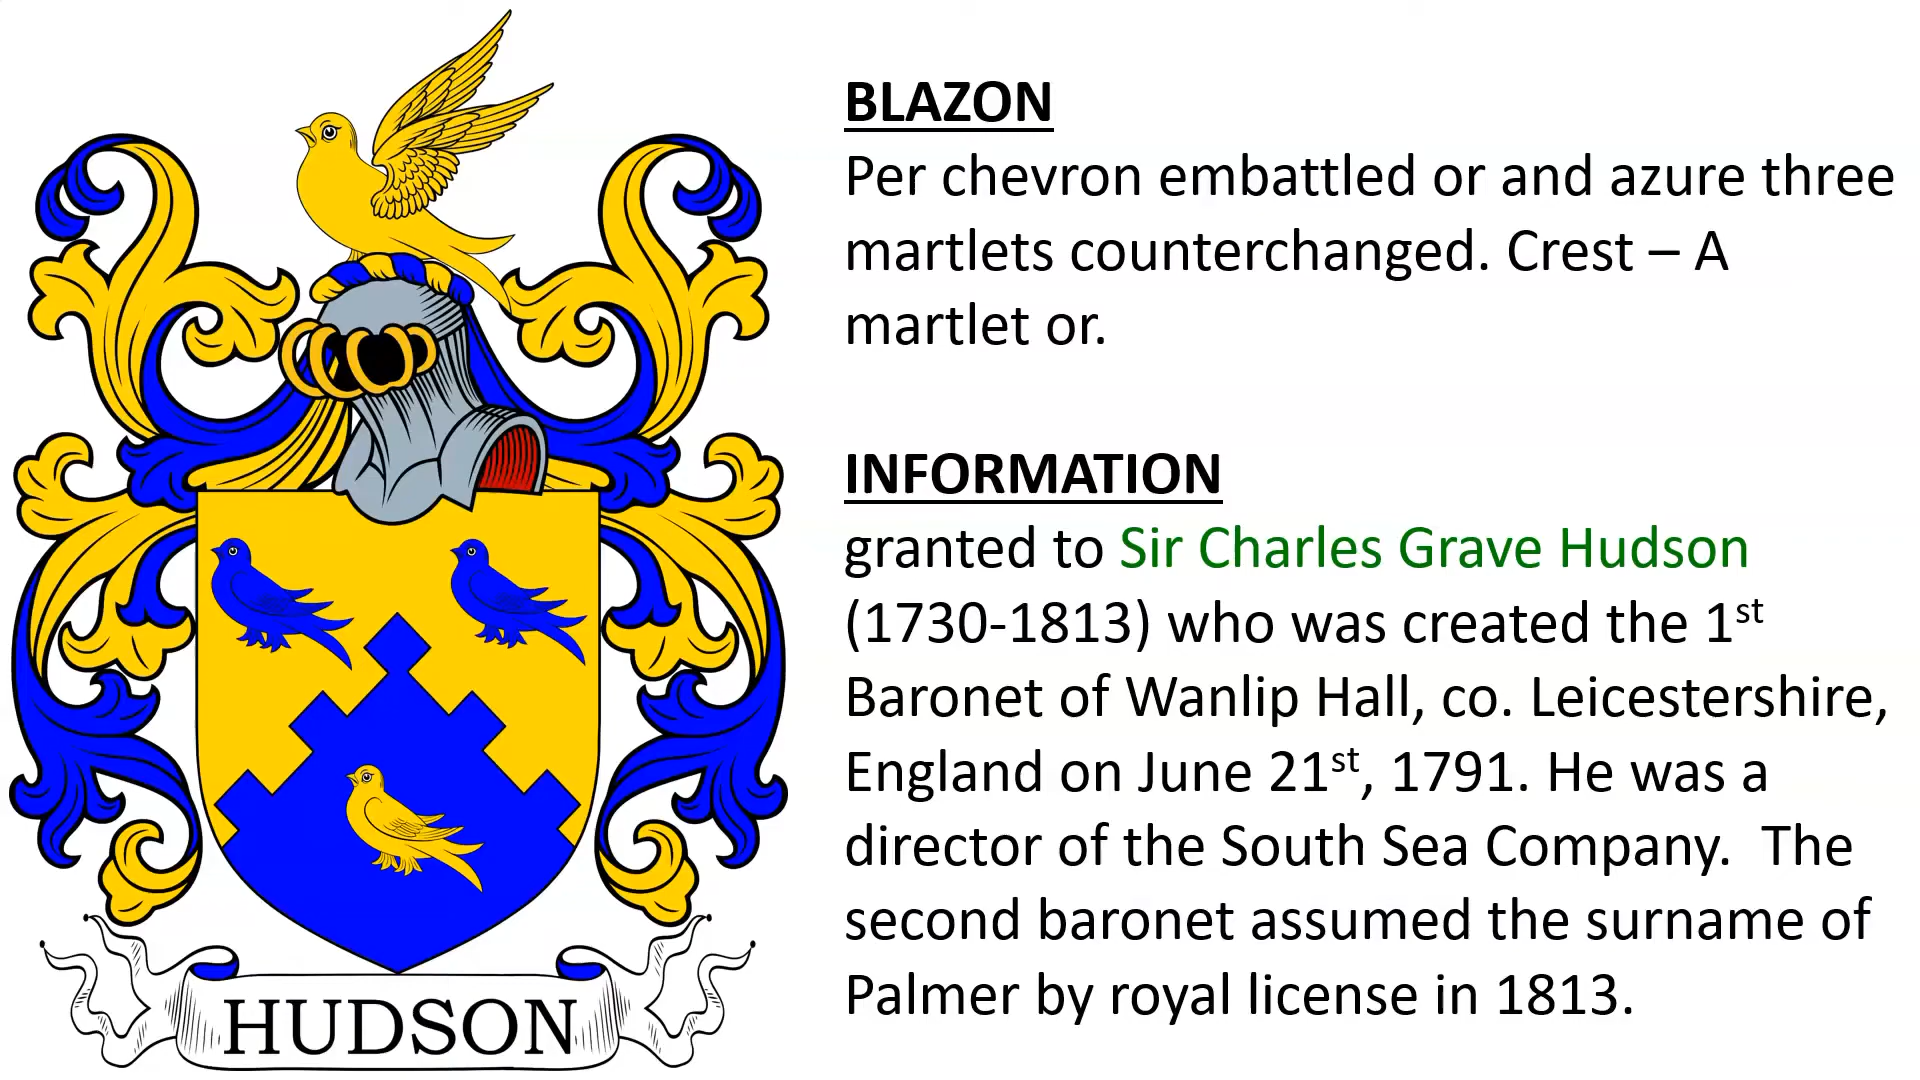 BLAZON
Per chevron embattled or and azure three
martlets counterchanged. Crest – A
martlet or.
INFORMATION
granted to Sir Charles Grave Hudson
(1730-1813) who was created the 1st
Baronet of Wanlip Hall, co. Leicestershire,
England on June 21st, 1791. He was a
director of the South Sea Company.  The
second baronet assumed the surname of
Palmer by royal license in 1813.
HUDSON